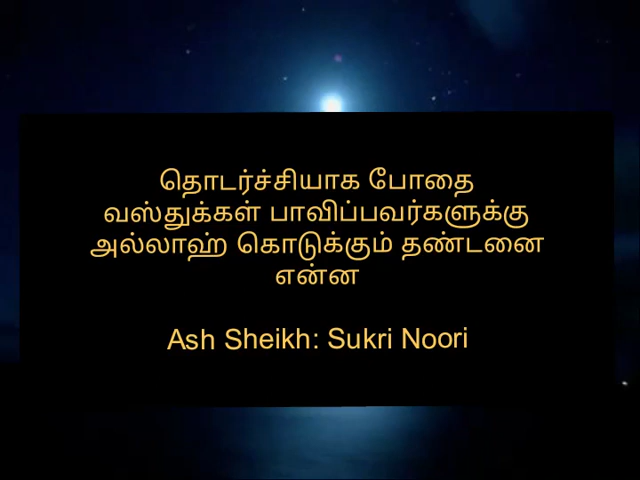 தொடர்ச்சியாக போதை
வஸ்துக்கள் பாவிப்பவர்களுக்கு
அல்லாஹ் கொடுக்கும் தண்டனை
என்ன
Ash Sheikh: Sukri Noori